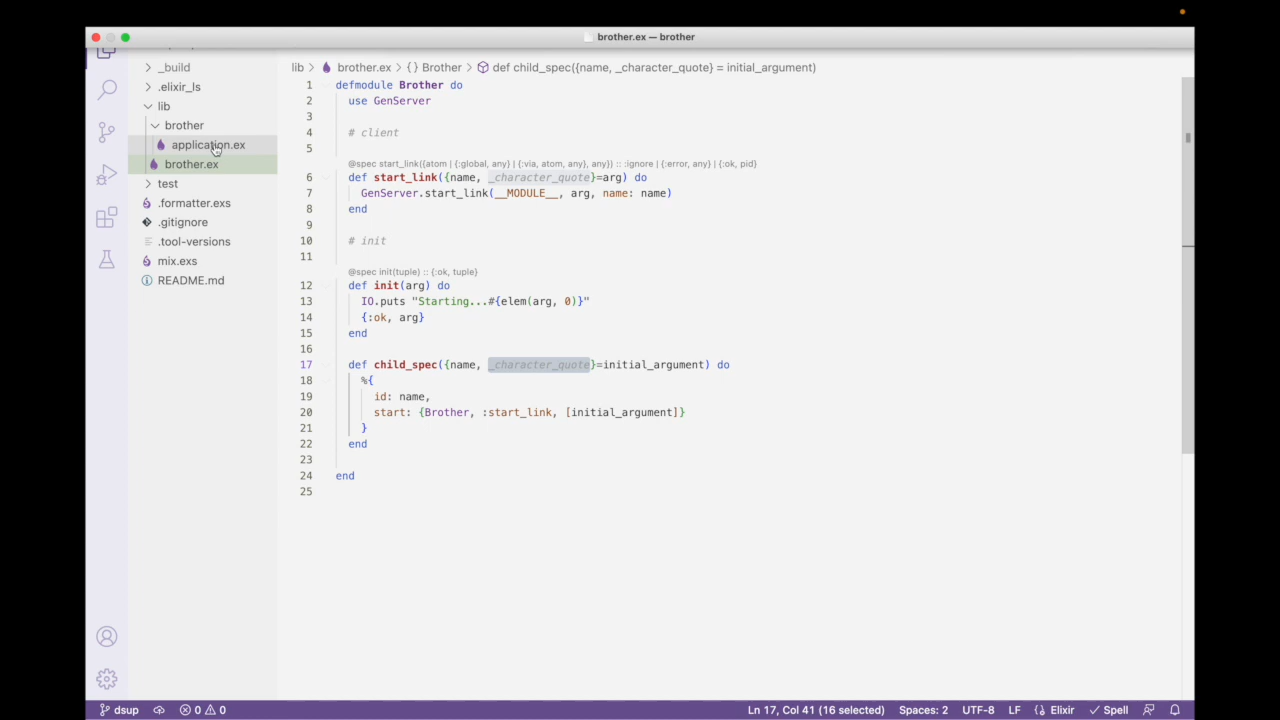 brother.ex — brother
_build
.elixir_ls
lib
brother
application.ex
brother.ex
test
.formatter.exs
.gitignore
.tool-versions
mix.exs
README.md
lib > brother.ex > {} Brother > def child_spec({name, _character_quote} = initial_argument)
1 defmodule Brother do
2 use GenServer
3
4 # client
5
@spec start_link({atom | {:global, any} | {:via, atom, any}, any}) :: :ignore | {:error, any} | {:ok, pid}
6 def start_link({name, _character_quote}=arg) do
7 GenServer.start_link(__MODULE__, arg, name: name)
8 end
9
10 # init
11
@spec init(tuple) :: {:ok, tuple}
12 def init(arg) do
13 IO.puts "Starting...#{elem(arg, 0)}"
14 {:ok, arg}
15 end
16
17 def child_spec({name, _character_quote}=initial_argument) do
18 %{
19 id: name,
20 start: {Brother, :start_link, [initial_argument]}
21 }
22 end
23
24 end
25
dsup 0 0 Ln 17, Col 41 (16 selected) Spaces: 2 UTF-8 LF Elixir Spell